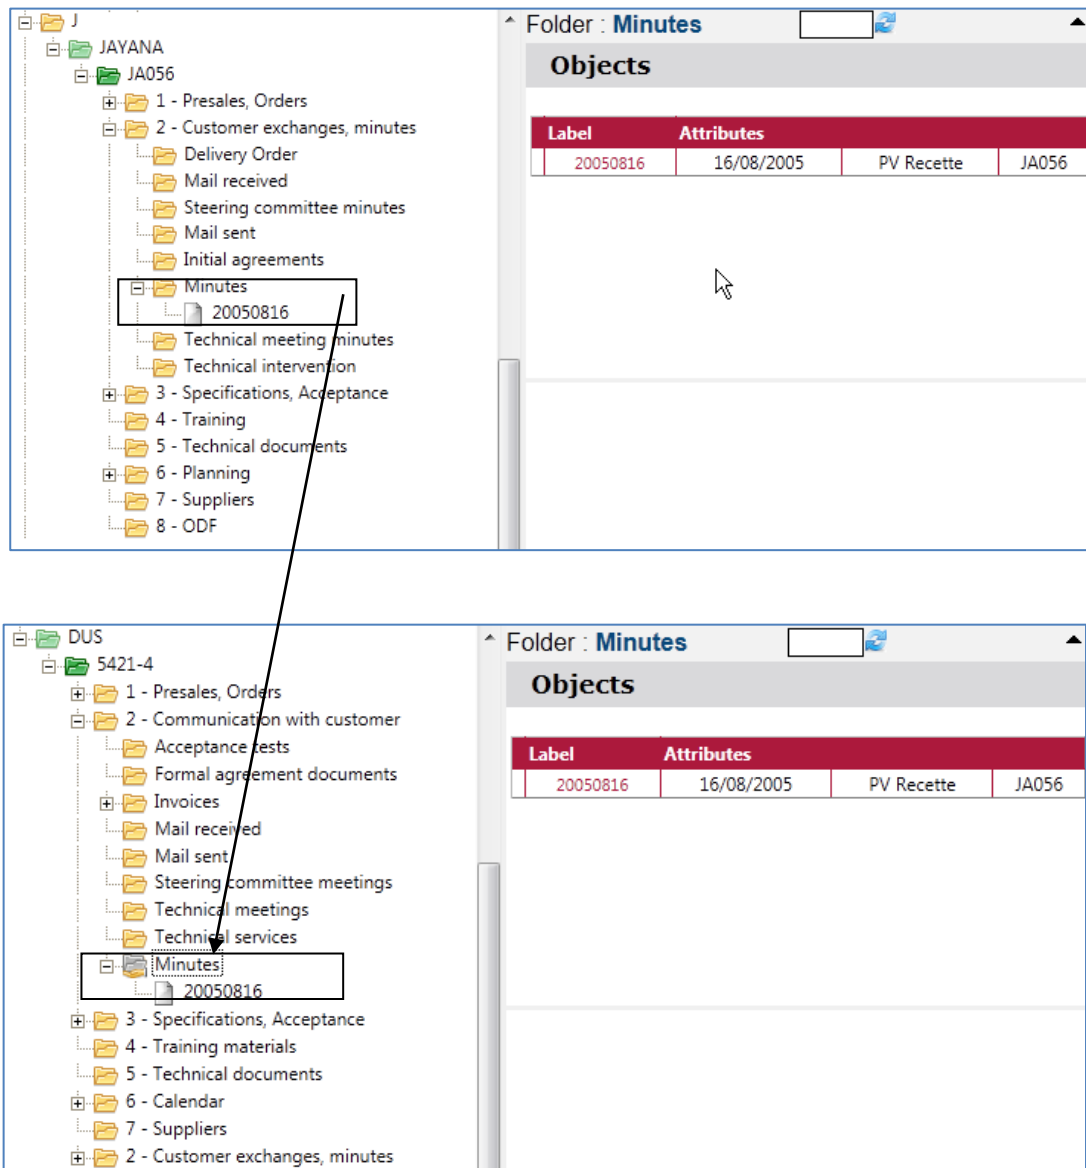 J
JAYANA
JA056
1 - Presales, Orders
2 - Customer exchanges, minutes
Delivery Order
Mail received
Steering committee minutes
Mail sent
Initial agreements
Minutes
20050816
Technical meeting minutes
Technical intervention
3 - Specifications, Acceptance
4 - Training
5 - Technical documents
6 - Planning
7 - Suppliers
8 - ODF
Folder : Minutes
Objects
Label Attributes
20050816 16/08/2005 PV Recette JA056
DUS
5421-4
1 - Presales, Orders
2 - Communication with customer
Acceptance tests
Formal agreement documents
Invoices
Mail received
Mail sent
Steering committee meetings
Technical meetings
Technical services
Minutes
20050816
3 - Specifications, Acceptance
4 - Training materials
5 - Technical documents
6 - Calendar
7 - Suppliers
2 - Customer exchanges, minutes
Folder : Minutes
Objects
Label Attributes
20050816 16/08/2005 PV Recette JA056